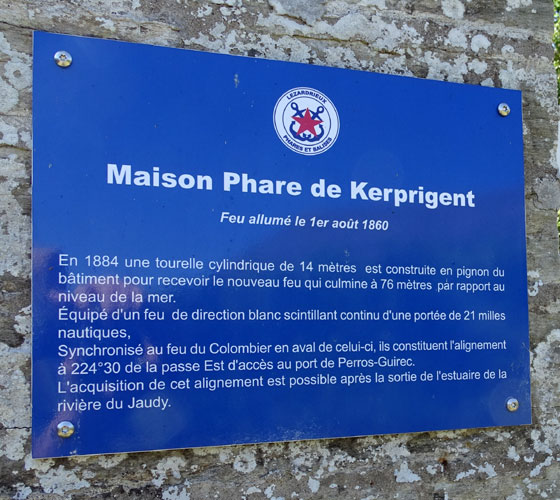 LEZARDRIEUX
PHARES ET BALISES
Maison Phare de Kerprigent
Feu allumé le 1er août 1860
En 1884 une tourelle cylindrique de 14 mètres est construite en pignon du
bâtiment pour recevoir le nouveau feu qui culmine à 76 mètres pàr rapport au
niveau de la mer.
Équipé d'un feu de direction blanc scintillant continu d'une portée de 21 milles
nautiques,
Synchronisé au feu du Colombier en aval de celui-ci, ils constituent l'alignement
à 224°30 de la passe Est d'accès au port de Perros-Guirec.
L'acquisition de cet alignement est possible après la sortie de l'estuaire de la
rivière du Jaudy.